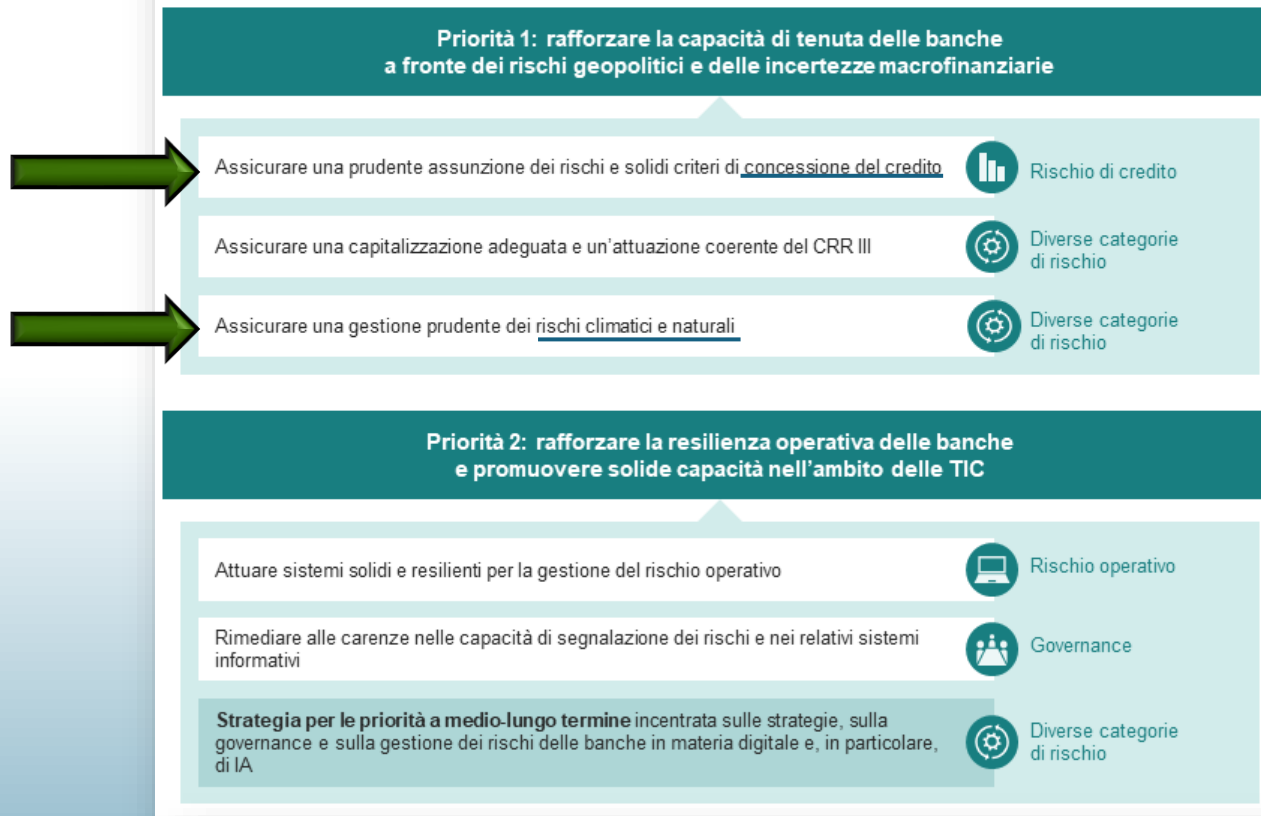 Priorità 1: rafforzare la capacità di tenuta delle banche
a fronte dei rischi geopolitici e delle incertezze macrofinanziarie
Assicurare una prudente assunzione dei rischi e solidi criteri di concessione del credito
Rischio di credito
Assicurare una capitalizzazione adeguata e un'attuazione coerente del CRR III
Diverse categorie
di rischio
Assicurare una gestione prudente dei rischi climatici e naturali
Diverse categorie
di rischio
Priorità 2: rafforzare la resilienza operativa delle banche
e promuovere solide capacità nell'ambito delle TIC
Attuare sistemi solidi e resilienti per la gestione del rischio operativo
Rischio operativo
Rimediare alle carenze nelle capacità di segnalazione dei rischi e nei relativi sistemi
informativi
Governance
Strategia per le priorità a medio-lungo termine incentrata sulle strategie, sulla
governance e sulla gestione dei rischi delle banche in materia digitale e, in particolare,
di IA
Diverse categorie
di rischio